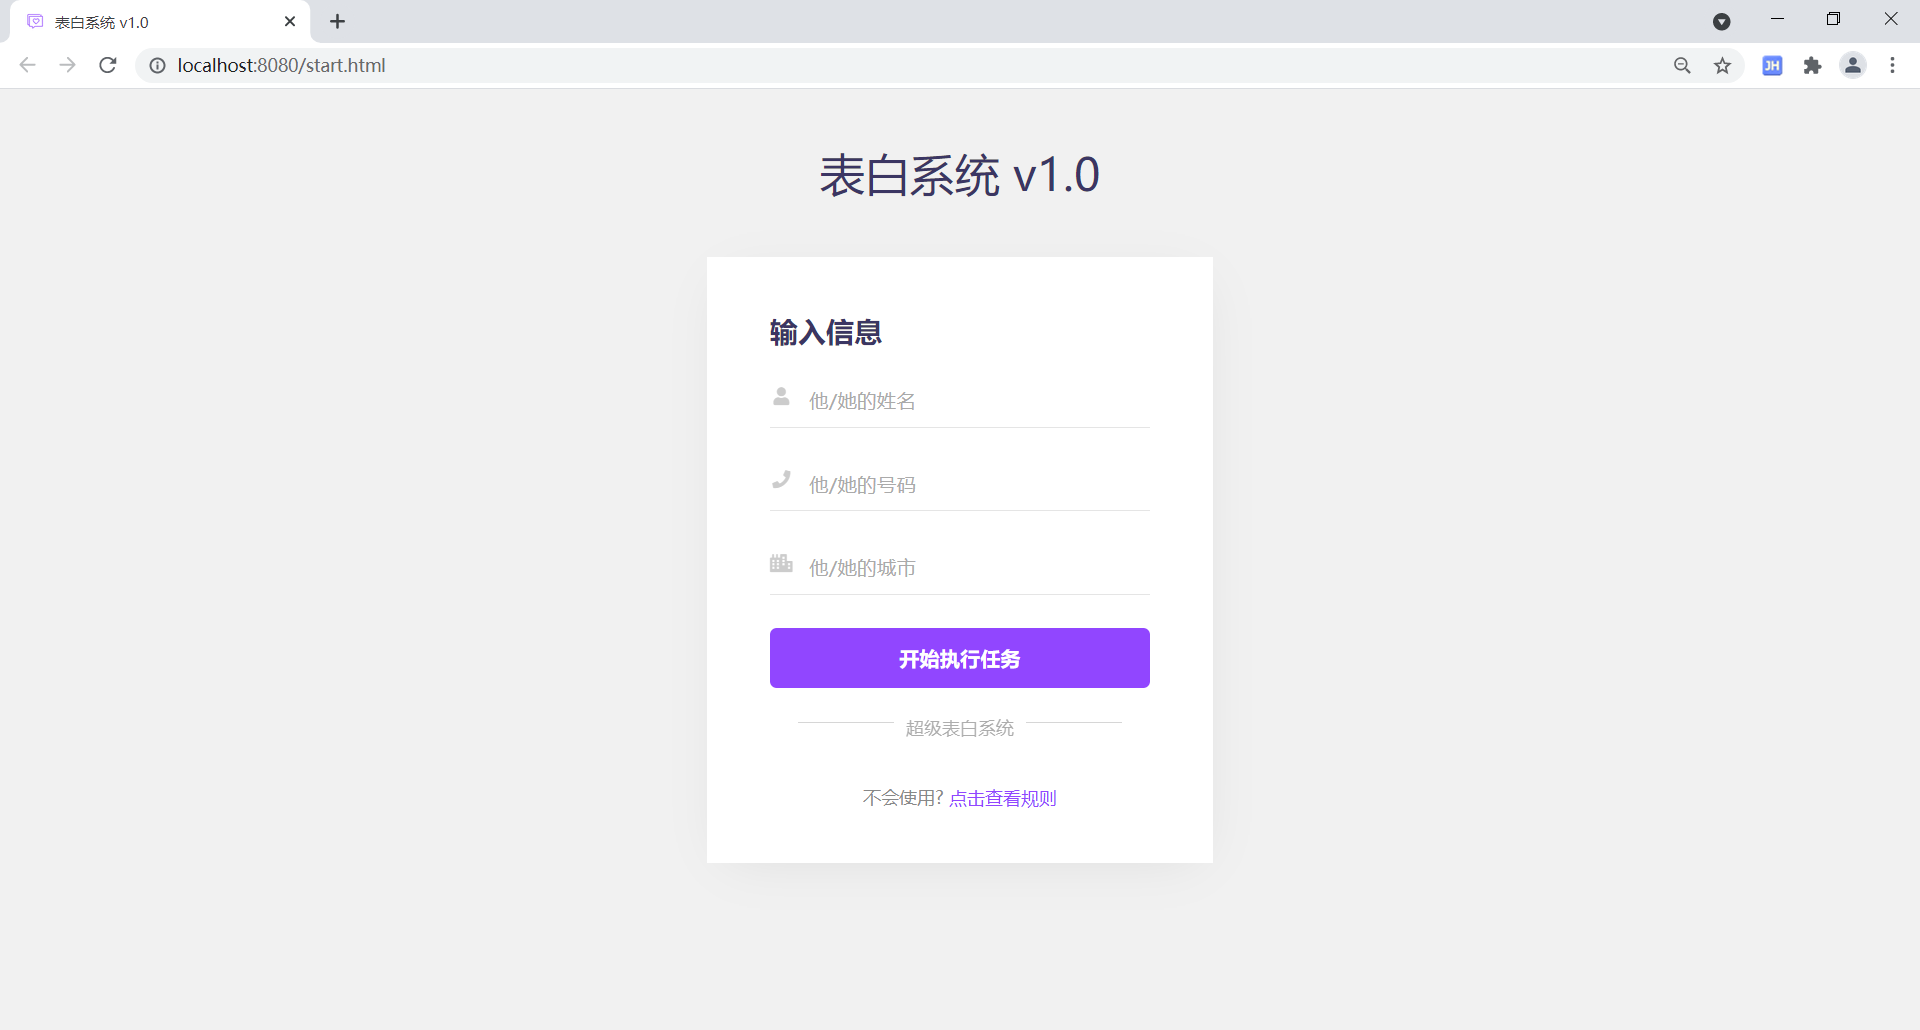 表白系统 v1.0
localhost:8080/start.html
JH
表白系统 v1.0
输入信息
他/她的姓名
他/她的号码
他/她的城市
开始执行任务
超级表白系统
不会使用? 点击查看规则